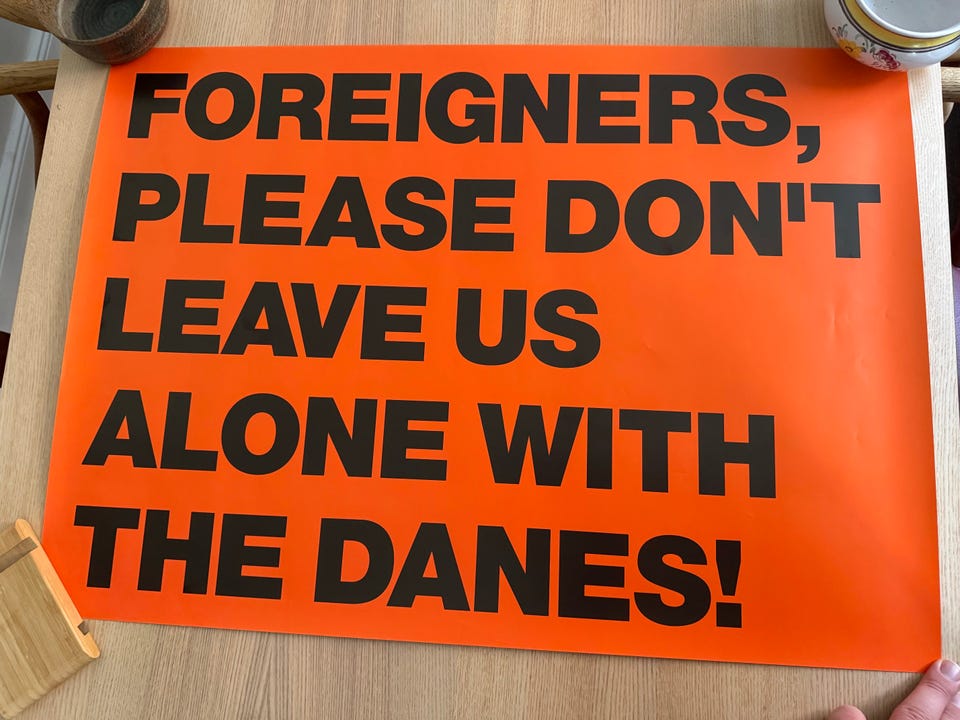 FOREIGNERS,
PLEASE DON'T
LEAVE US
ALONE WITH
THE DANES!